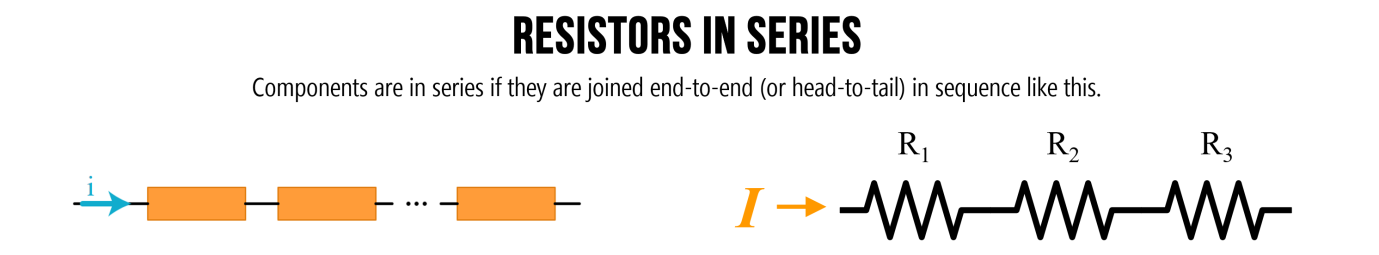 RESISTORS IN SERIES
Components are in series if they are joined end-to-end (or head-to-tail) in sequence like this.
R1 R2 R3
i
...
I